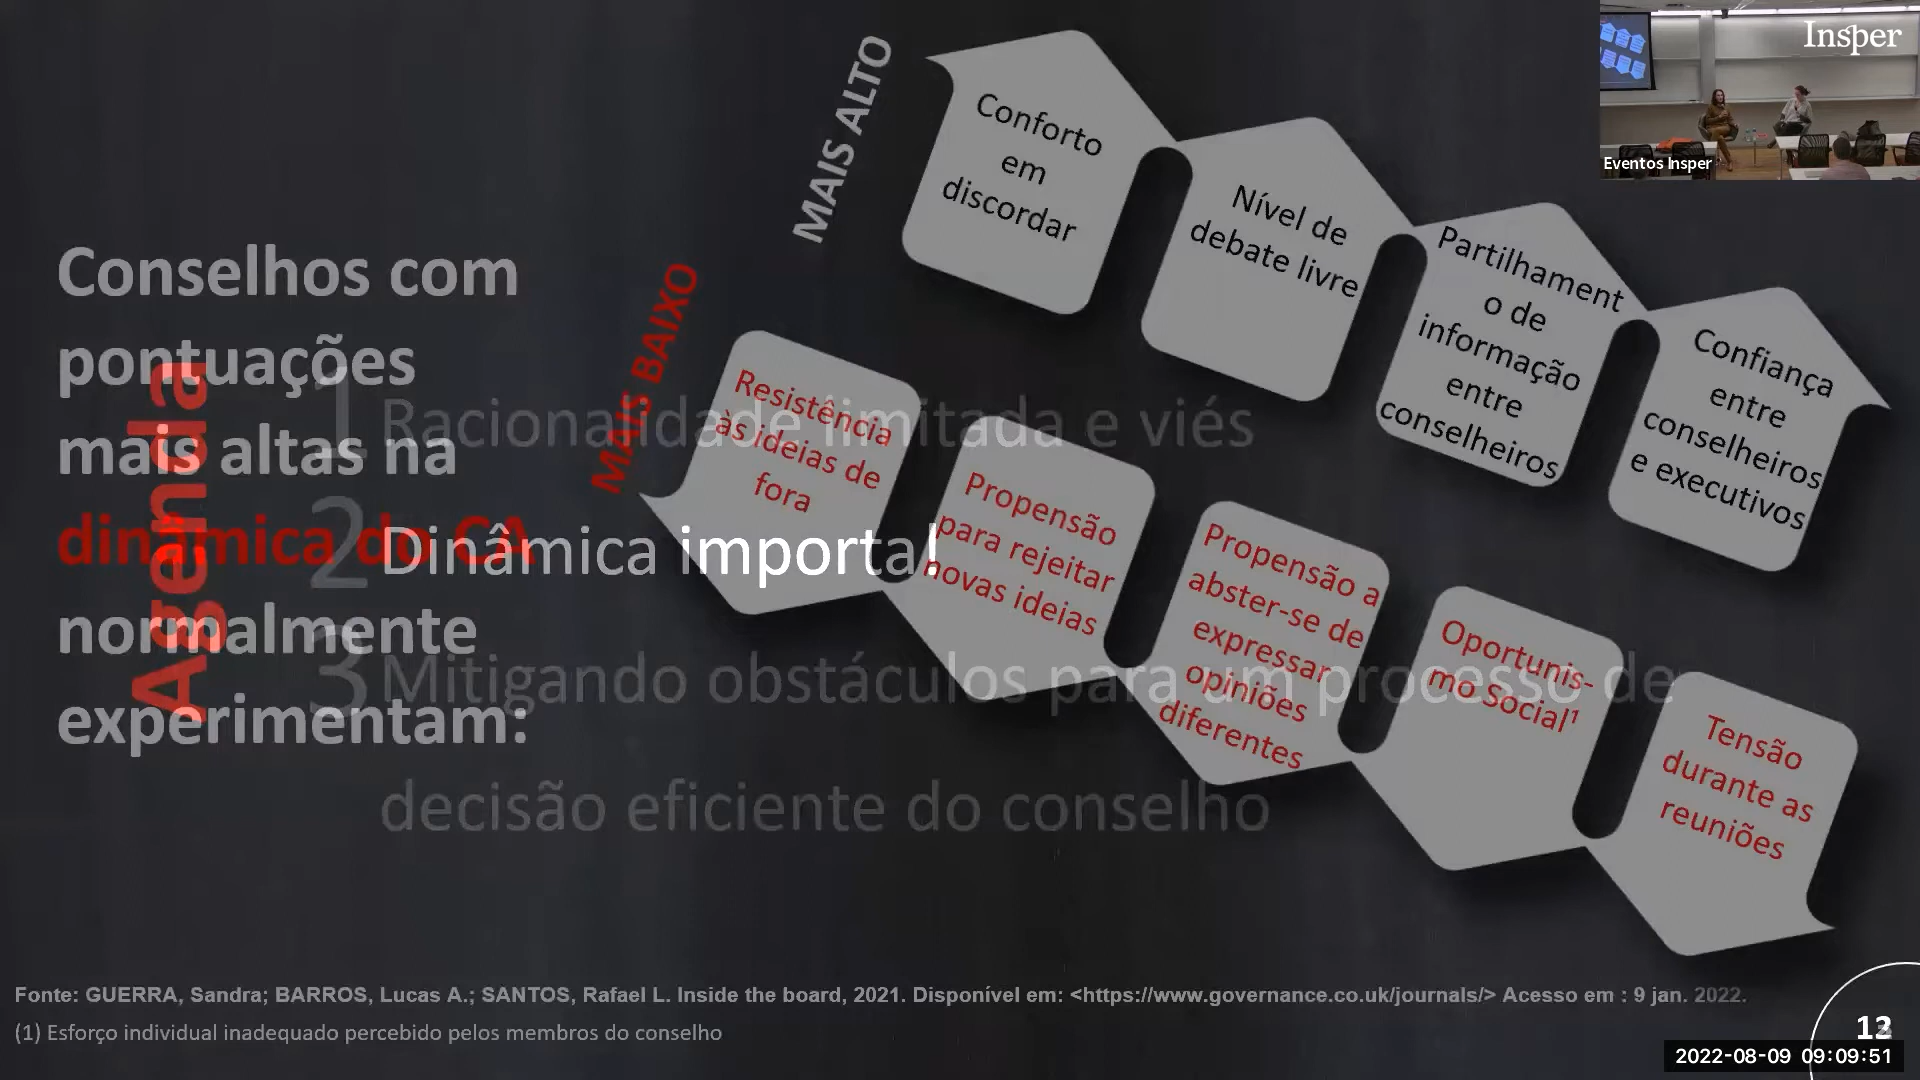 Insper
Eventos Insper
Conselhos com
pontuações
mais altas na
dinâmica do CA
normalmente
experimentam:
Agenda
1 Racionalidade limitada e viés
2 Dinâmica importa!
3 Mitigando obstáculos para um processo de
decisão eficiente do conselho
MAIS ALTO
Conforto
em
discordar
Nível de
debate livre
Partilhament
o de
informação
entre
conselheiros
Confiança
entre
conselheiros
e executivos
MAIS BAIXO
Resistência
às ideias de
fora
Propensão
para rejeitar
novas ideias
Propensão a
abster-se de
expressar
opiniões
diferentes
Oportunis-
mo Social¹
Tensão
durante as
reuniões
Fonte: GUERRA, Sandra; BARROS, Lucas A.; SANTOS, Rafael L. Inside the board, 2021. Disponível em: <https://www.governance.co.uk/journals/> Acesso em : 9 jan. 2022.
(1) Esforço individual inadequado percebido pelos membros do conselho
2022-08-09 09:09:51